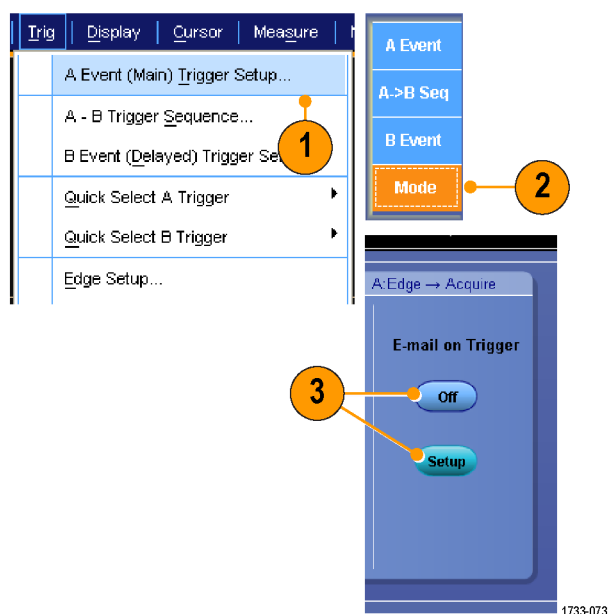 Trig Display Cursor Measure
A Event (Main) Trigger Setup...
A - B Trigger Sequence...
B Event (Delayed) Trigger Se
Quick Select A Trigger
Quick Select B Trigger
Edge Setup...
1
A Event
A->B Seq
B Event
Mode
2
A:Edge → Acquire
E-mail on Trigger
Off
Setup
3
1733-073